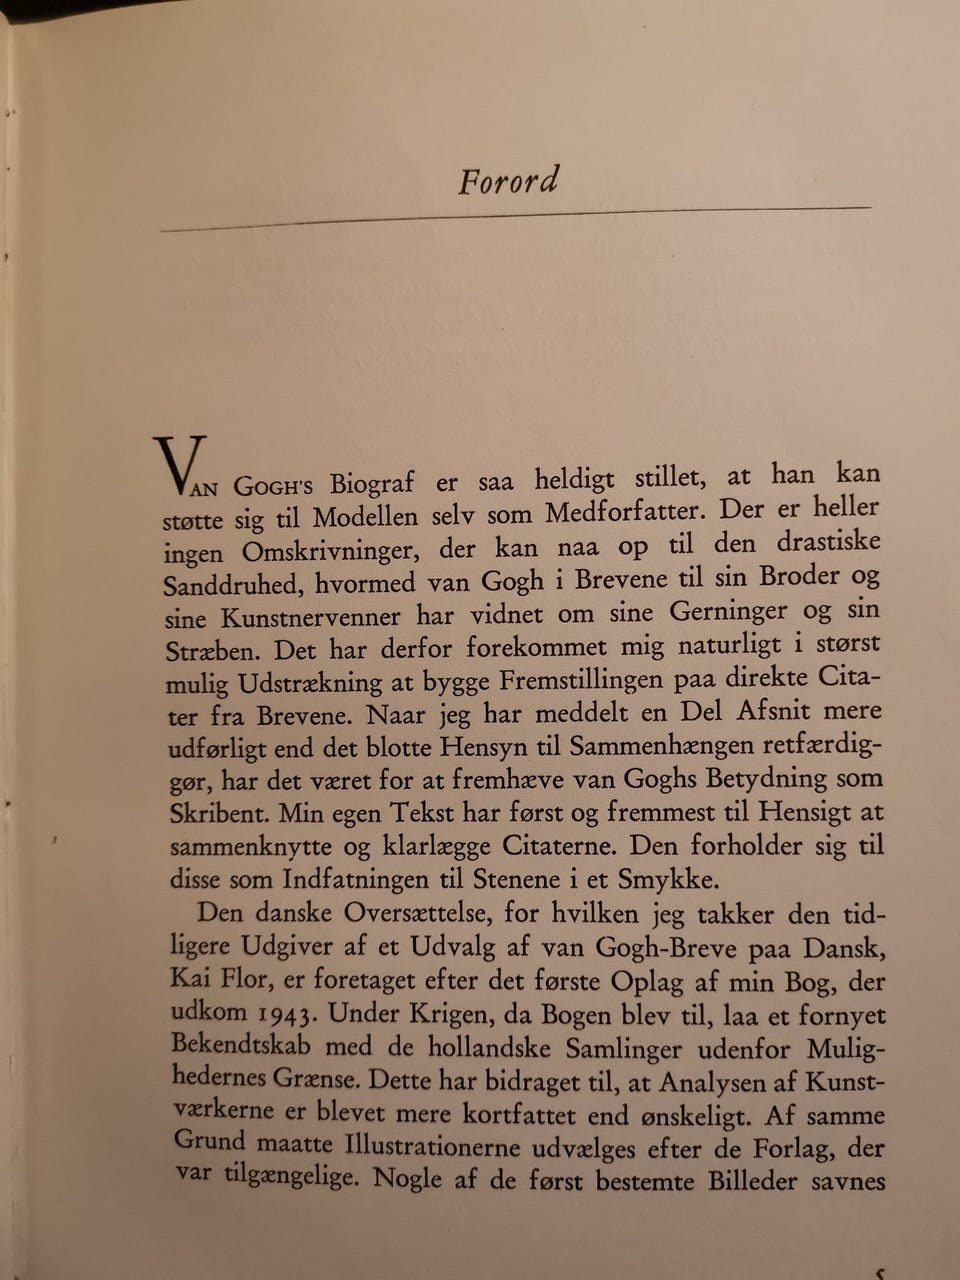 Forord
VAN GOGH'S Biograf er saa heldigt stillet, at han kan
støtte sig til Modellen selv som Medforfatter. Der er heller
ingen Omskrivninger, der kan naa op til den drastiske
Sanddruhed, hvormed van Gogh i Brevene til sin Broder og
sine Kunstnervenner har vidnet om sine Gerninger og sin
Stræben. Det har derfor forekommet mig naturligt i størst
mulig Udstrækning at bygge Fremstillingen paa direkte Cita-
ter fra Brevene. Naar jeg har meddelt en Del Afsnit mere
udførligt end det blotte Hensyn til Sammenhængen retfærdig-
gør, har det været for at fremhæve van Goghs Betydning som
Skribent. Min egen Tekst har først og fremmest til Hensigt at
sammenknytte og klarlægge Citaterne. Den forholder sig til
disse som Indfatningen til Stenene i et Smykke.
Den danske Oversættelse, for hvilken jeg takker den tid-
ligere Udgiver af et Udvalg af van Gogh-Breve paa Dansk,
Kai Flor, er foretaget efter det første Oplag af min Bog, der
udkom 1943. Under Krigen, da Bogen blev til, laa et fornyet
Bekendtskab med de hollandske Samlinger udenfor Mulig-
hedernes Grænse. Dette har bidraget til, at Analysen af Kunst-
værkerne er blevet mere kortfattet end ønskeligt. Af samme
Grund maatte Illustrationerne udvælges efter de Forlag, der
var tilgængelige. Nogle af de først bestemte Billeder savnes